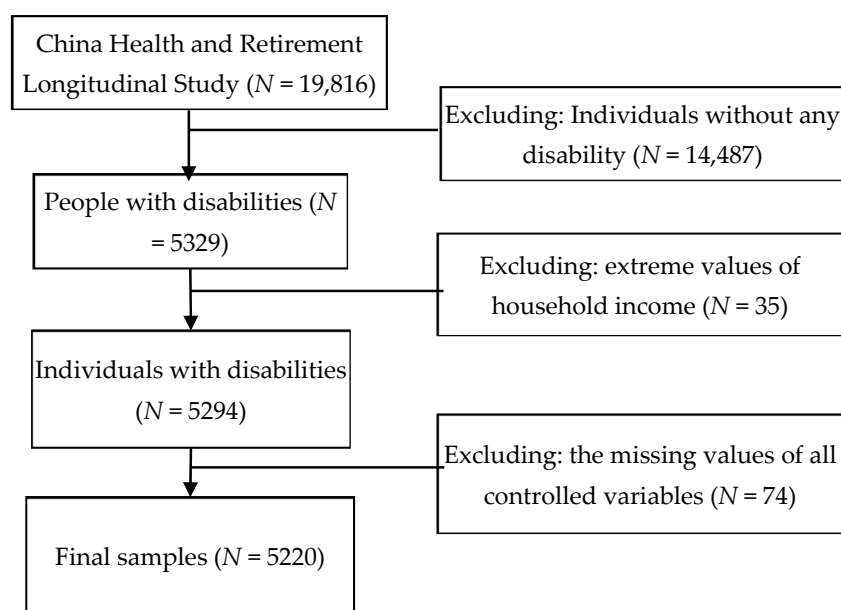 China Health and Retirement
Longitudinal Study (N = 19,816)
Excluding: Individuals without any
disability (N = 14,487)
People with disabilities (N
= 5329)
Excluding: extreme values of
household income (N = 35)
Individuals with disabilities
(N = 5294)
Excluding: the missing values of all
controlled variables (N = 74)
Final samples (N = 5220)